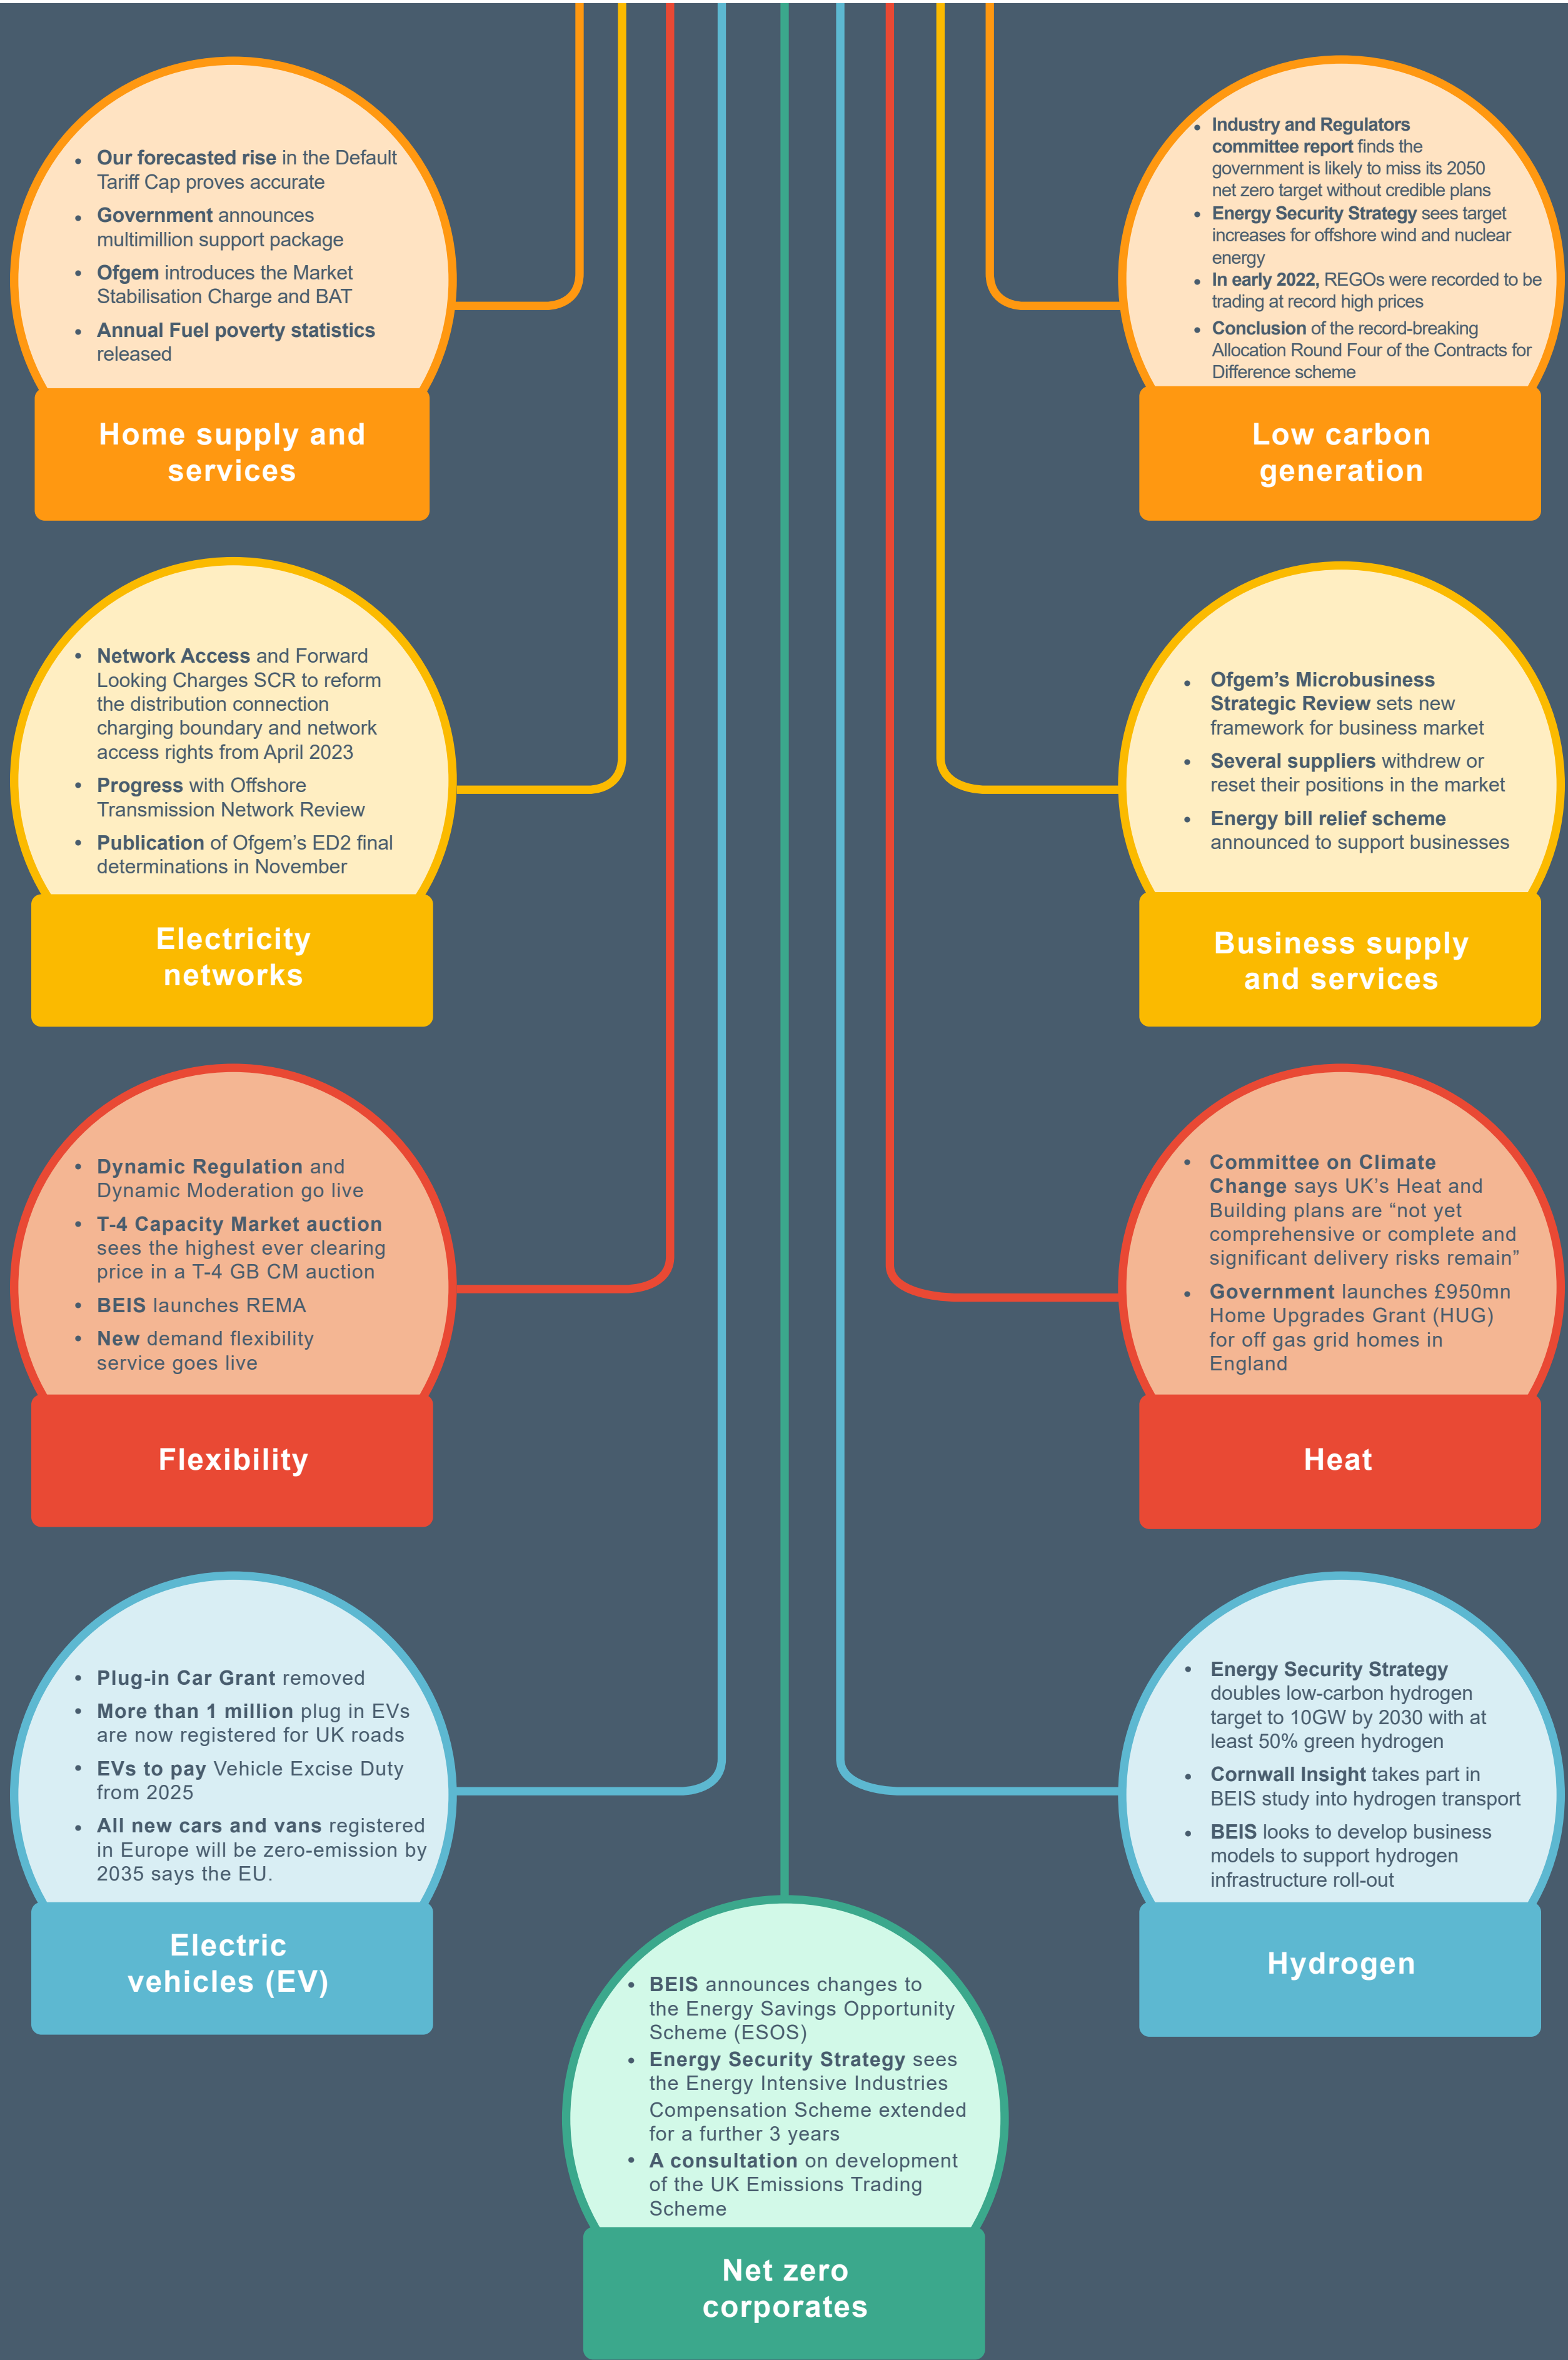 • Our forecasted rise in the Default
Tariff Cap proves accurate
• Government announces
multimillion support package
• Ofgem introduces the Market
Stabilisation Charge and BAT
• Annual Fuel poverty statistics
released
Home supply and
services
• Industry and Regulators
committee report finds the
government is likely to miss its 2050
net zero target without credible plans
• Energy Security Strategy sees target
increases for offshore wind and nuclear
energy
• In early 2022, REGOs were recorded to be
trading at record high prices
• Conclusion of the record-breaking
Allocation Round Four of the Contracts for
Difference scheme
Low carbon
generation
• Network Access and Forward
Looking Charges SCR to reform
the distribution connection
charging boundary and network
access rights from April 2023
• Progress with Offshore
Transmission Network Review
• Publication of Ofgem’s ED2 final
determinations in November
Electricity
networks
• Ofgem’s Microbusiness
Strategic Review sets new
framework for business market
• Several suppliers withdrew or
reset their positions in the market
• Energy bill relief scheme
announced to support businesses
Business supply
and services
• Dynamic Regulation and
Dynamic Moderation go live
• T-4 Capacity Market auction
sees the highest ever clearing
price in a T-4 GB CM auction
• BEIS launches REMA
• New demand flexibility
service goes live
Flexibility
• Committee on Climate
Change says UK’s Heat and
Building plans are “not yet
comprehensive or complete and
significant delivery risks remain”
• Government launches £950mn
Home Upgrades Grant (HUG)
for off gas grid homes in
England
Heat
• Plug-in Car Grant removed
• More than 1 million plug in EVs
are now registered for UK roads
• EVs to pay Vehicle Excise Duty
from 2025
• All new cars and vans registered
in Europe will be zero-emission by
2035 says the EU.
Electric
vehicles (EV)
• Energy Security Strategy
doubles low-carbon hydrogen
target to 10GW by 2030 with at
least 50% green hydrogen
• Cornwall Insight takes part in
BEIS study into hydrogen transport
• BEIS looks to develop business
models to support hydrogen
infrastructure roll-out
Hydrogen
• BEIS announces changes to
the Energy Savings Opportunity
Scheme (ESOS)
• Energy Security Strategy sees
the Energy Intensive Industries
Compensation Scheme extended
for a further 3 years
• A consultation on development
of the UK Emissions Trading
Scheme
Net zero
corporates